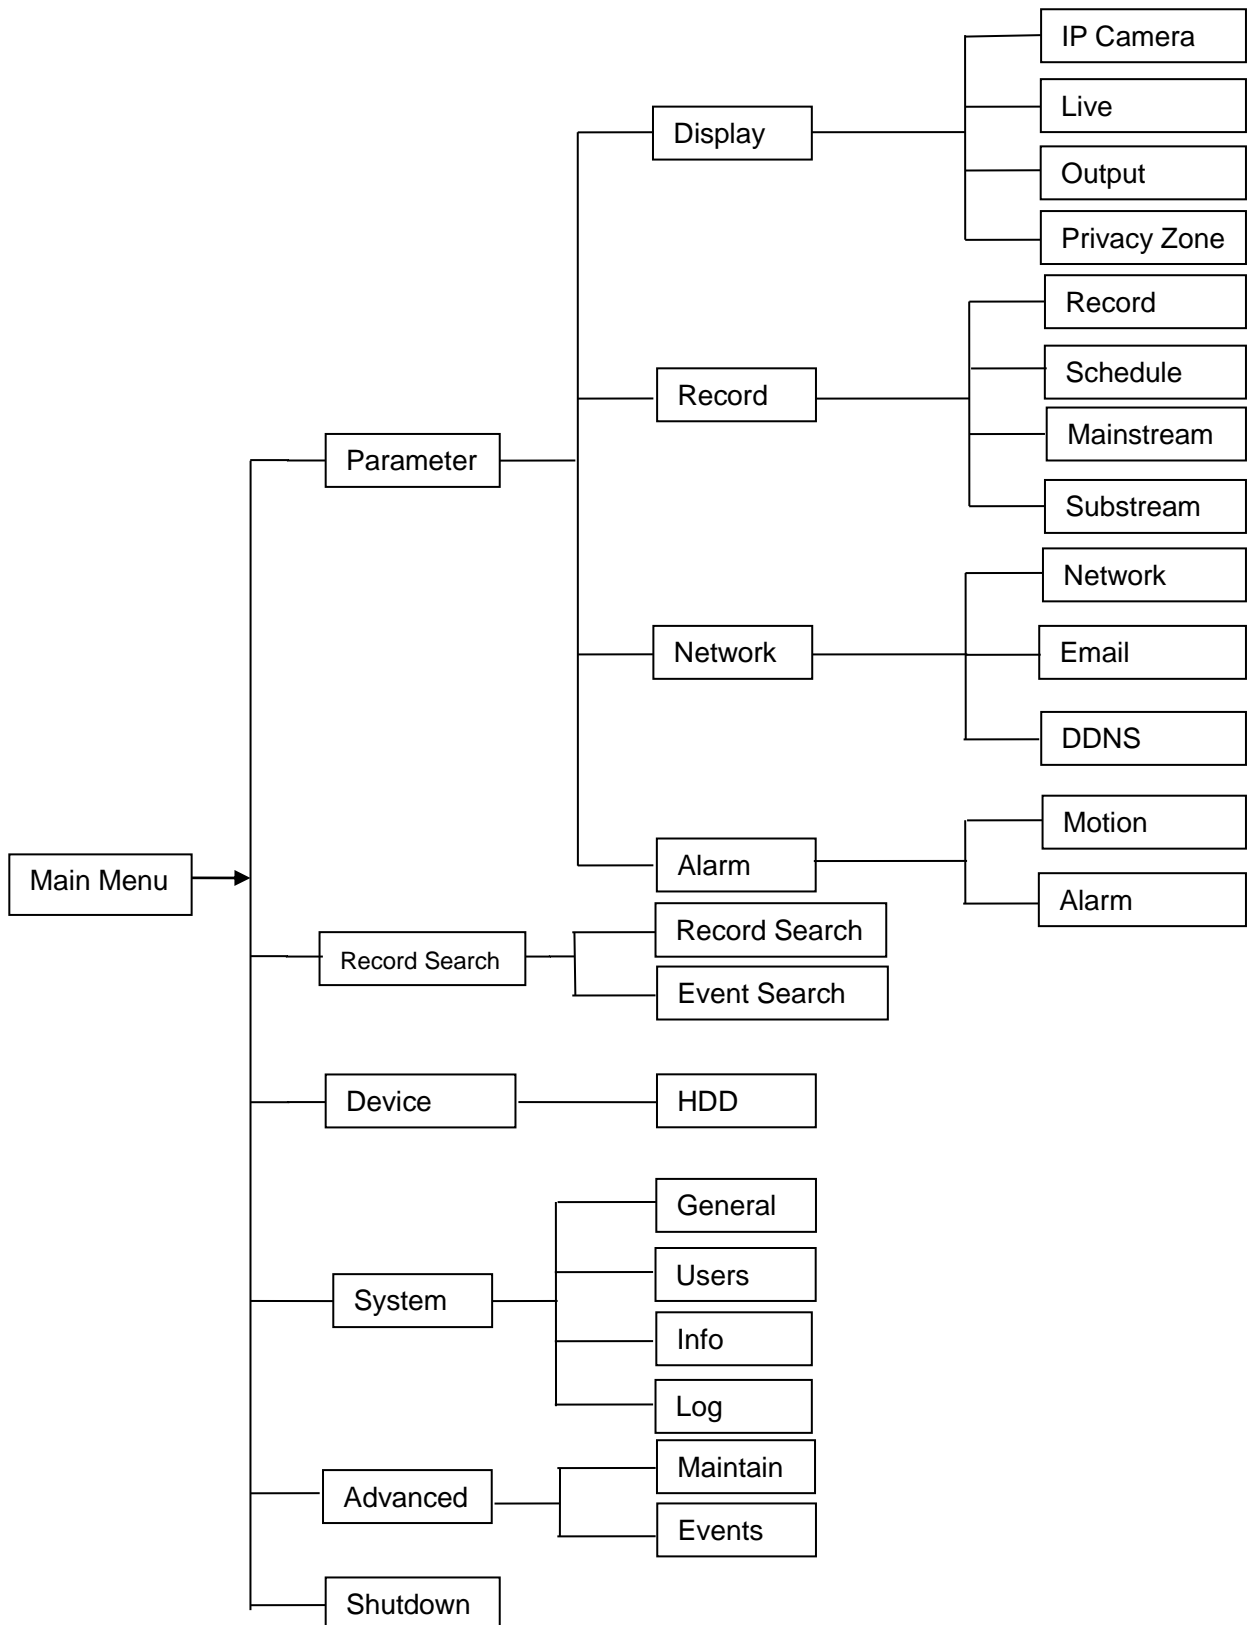 IP Camera
Live
Display
Output
Privacy Zone
Record
Schedule
Record
Mainstream
Parameter
Substream
Network
Network
Email
DDNS
Motion
Alarm
Main Menu
Alarm
Record Search
Record Search
Event Search
Device
HDD
General
Users
System
Info
Log
Maintain
Advanced
Events
Shutdown